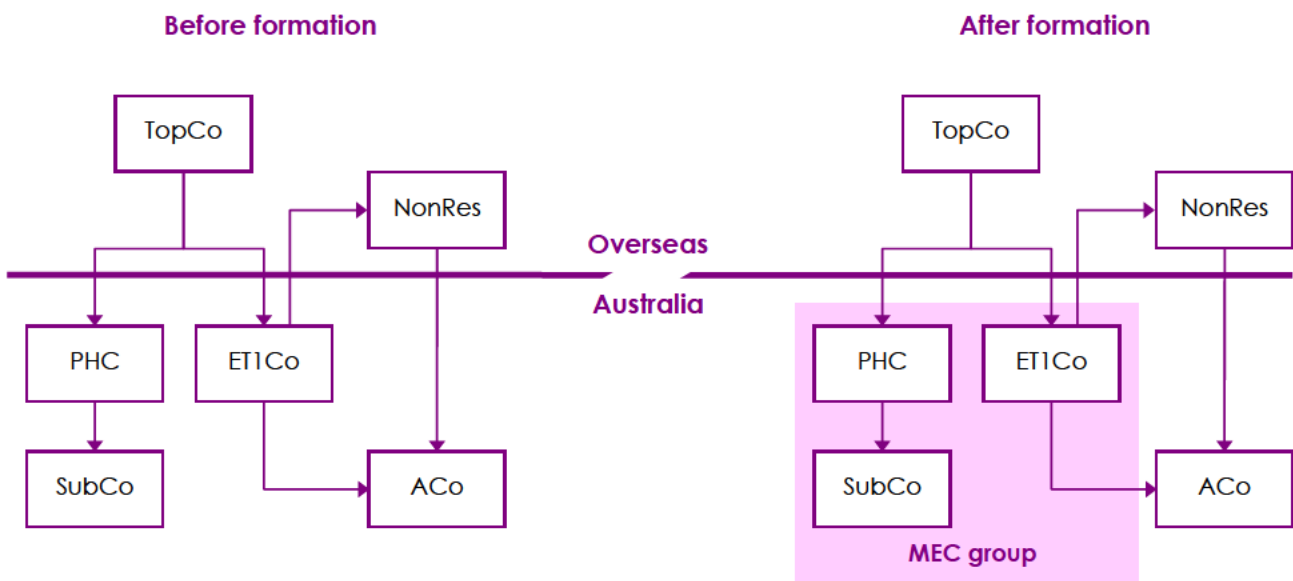 Before formation
After formation
TopCo
TopCo
NonRes
NonRes
Overseas
Australia
PHC
ET1Co
PHC
ET1Co
SubCo
ACo
SubCo
ACo
MEC group